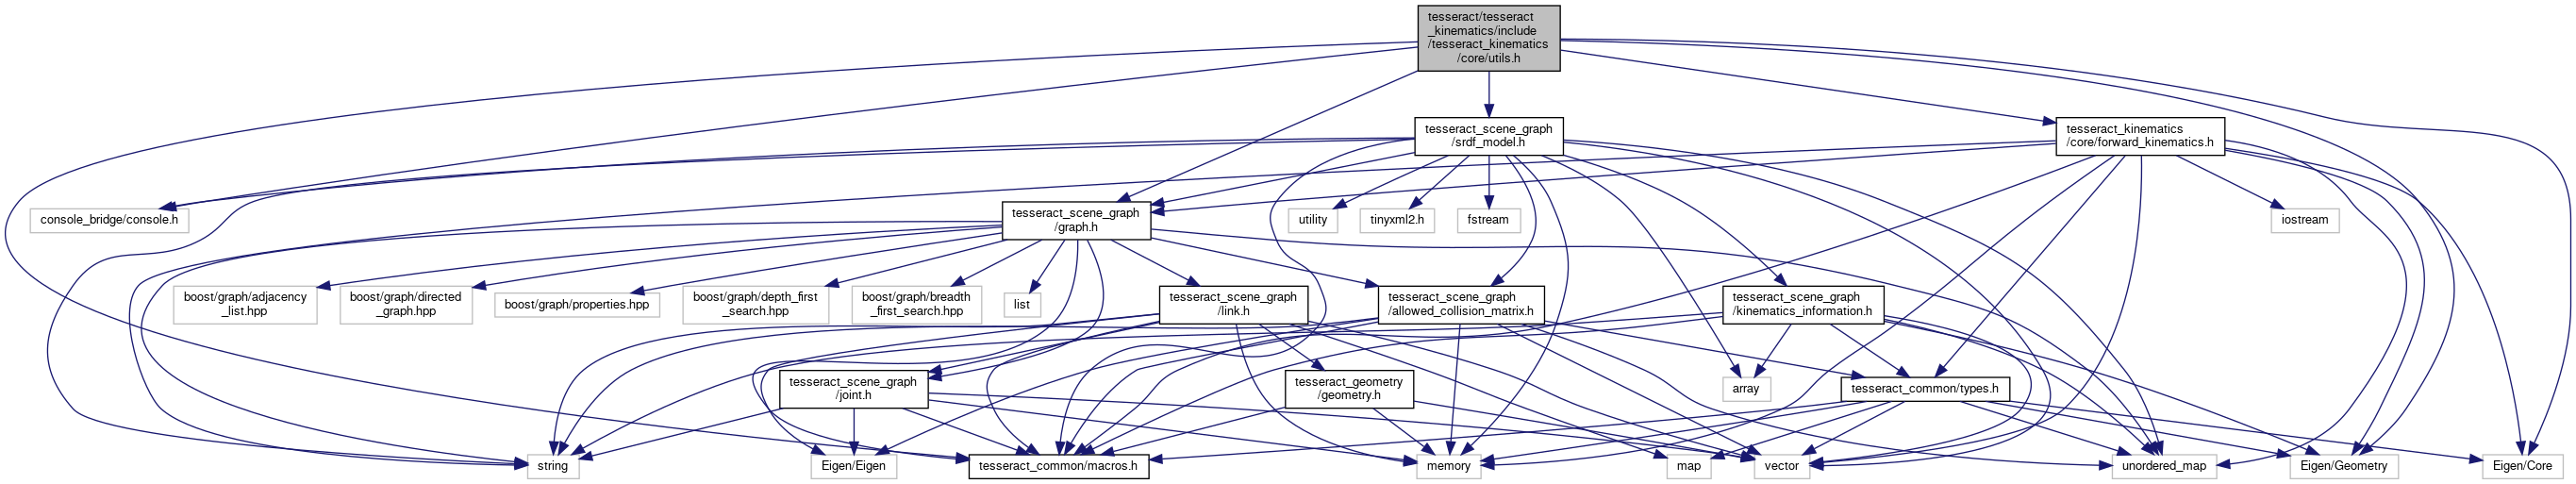 tesseract/tesseract
_kinematics/include
/tesseract_kinematics
/core/utils.h
tesseract_scene_graph
/srdf_model.h
tesseract_kinematics
/core/forward_kinematics.h
console_bridge/console.h
tesseract_scene_graph
/graph.h
utility
tinyxml2.h
fstream
iostream
boost/graph/adjacency
_list.hpp
boost/graph/directed
_graph.hpp
boost/graph/properties.hpp
boost/graph/depth_first
_search.hpp
boost/graph/breadth
_first_search.hpp
list
tesseract_scene_graph
/link.h
tesseract_scene_graph
/allowed_collision_matrix.h
tesseract_scene_graph
/kinematics_information.h
tesseract_scene_graph
/joint.h
tesseract_geometry
/geometry.h
array
tesseract_common/types.h
string
Eigen/Eigen
tesseract_common/macros.h
memory
map
vector
unordered_map
Eigen/Geometry
Eigen/Core